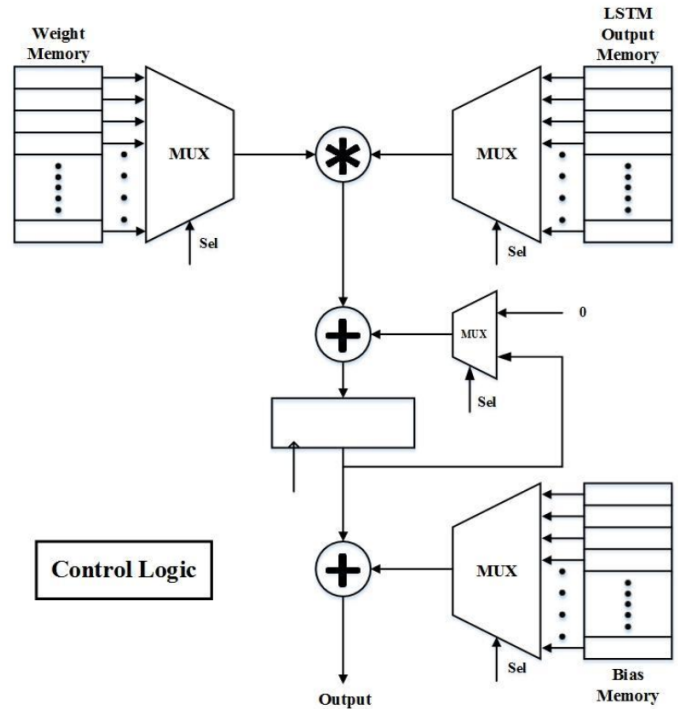 Weight
Memory
LSTM
Output
Memory
MUX
MUX
Sel
Sel
0
MUX
Sel
Control Logic
MUX
Sel
Output
Bias
Memory